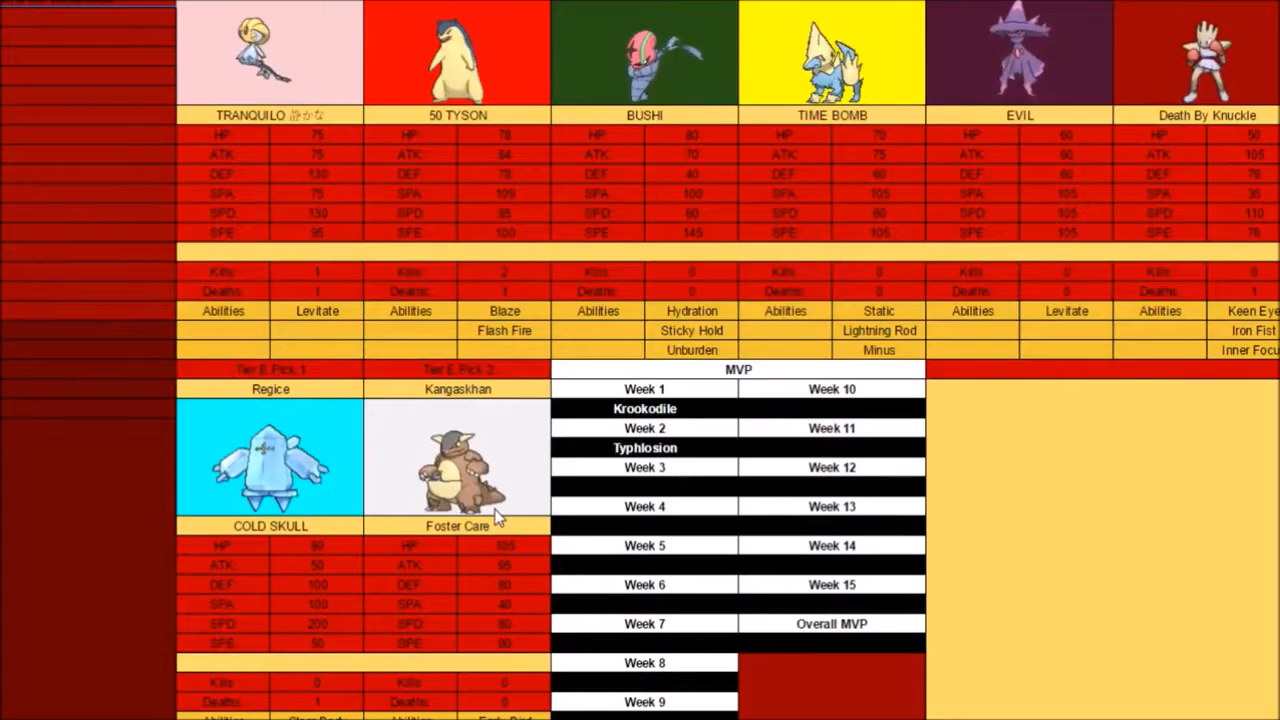 TRANQUILO 静かな 50 TYSON BUSHI TIME BOMB EVIL Death By Knuckle
HP: 75 HP: 78 HP: 80 HP: 70 HP: 60 HP: 50
ATK: 75 ATK: 84 ATK: 70 ATK: 75 ATK: 60 ATK: 105
DEF: 130 DEF: 78 DEF: 40 DEF: 60 DEF: 60 DEF: 79
SPA: 75 SPA: 109 SPA: 100 SPA: 105 SPA: 105 SPA: 35
SPD: 130 SPD: 85 SPD: 60 SPD: 60 SPD: 105 SPD: 110
SPE: 95 SPE: 100 SPE: 145 SPE: 105 SPE: 105 SPE: 76
Kills: 1 Kills: 2 Kills: 0 Kills: 0 Kills: 0 Kills: 0
Deaths: 1 Deaths: 1 Deaths: 0 Deaths: 0 Deaths: 0 Deaths: 1
Abilities Levitate Abilities Blaze Abilities Hydration Abilities Static Abilities Levitate Abilities Keen Eye
Flash Fire Sticky Hold Lightning Rod Iron Fist
Unburden Minus Inner Focu
Tier E Pick 1 Tier E Pick 2 MVP
Regice Kangaskhan Week 1 Week 10
Krookodile
Week 2 Week 11
Typhlosion
Week 3 Week 12
Week 4 Week 13
COLD SKULL Foster Care
HP: 80 HP: 105 Week 5 Week 14
ATK: 50 ATK: 95
DEF: 100 DEF: 80 Week 6 Week 15
SPA: 100 SPA: 40
SPD: 200 SPD: 80 Week 7 Overall MVP
SPE: 50 SPE: 90
Week 8
Kills: 0 Kills: 0
Deaths: 1 Deaths: 0 Week 9
Abilities Clear Body Abilities Early Bird